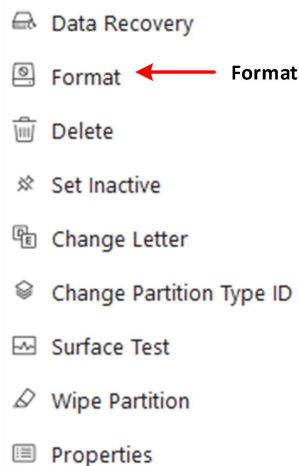 Data Recovery
Format
Format
Delete
Set Inactive
Change Letter
Change Partition Type ID
Surface Test
Wipe Partition
Properties